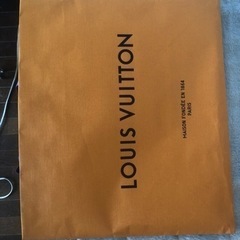 LOUIS VUITTON
MAISON FONDÉE EN 1854
PARIS